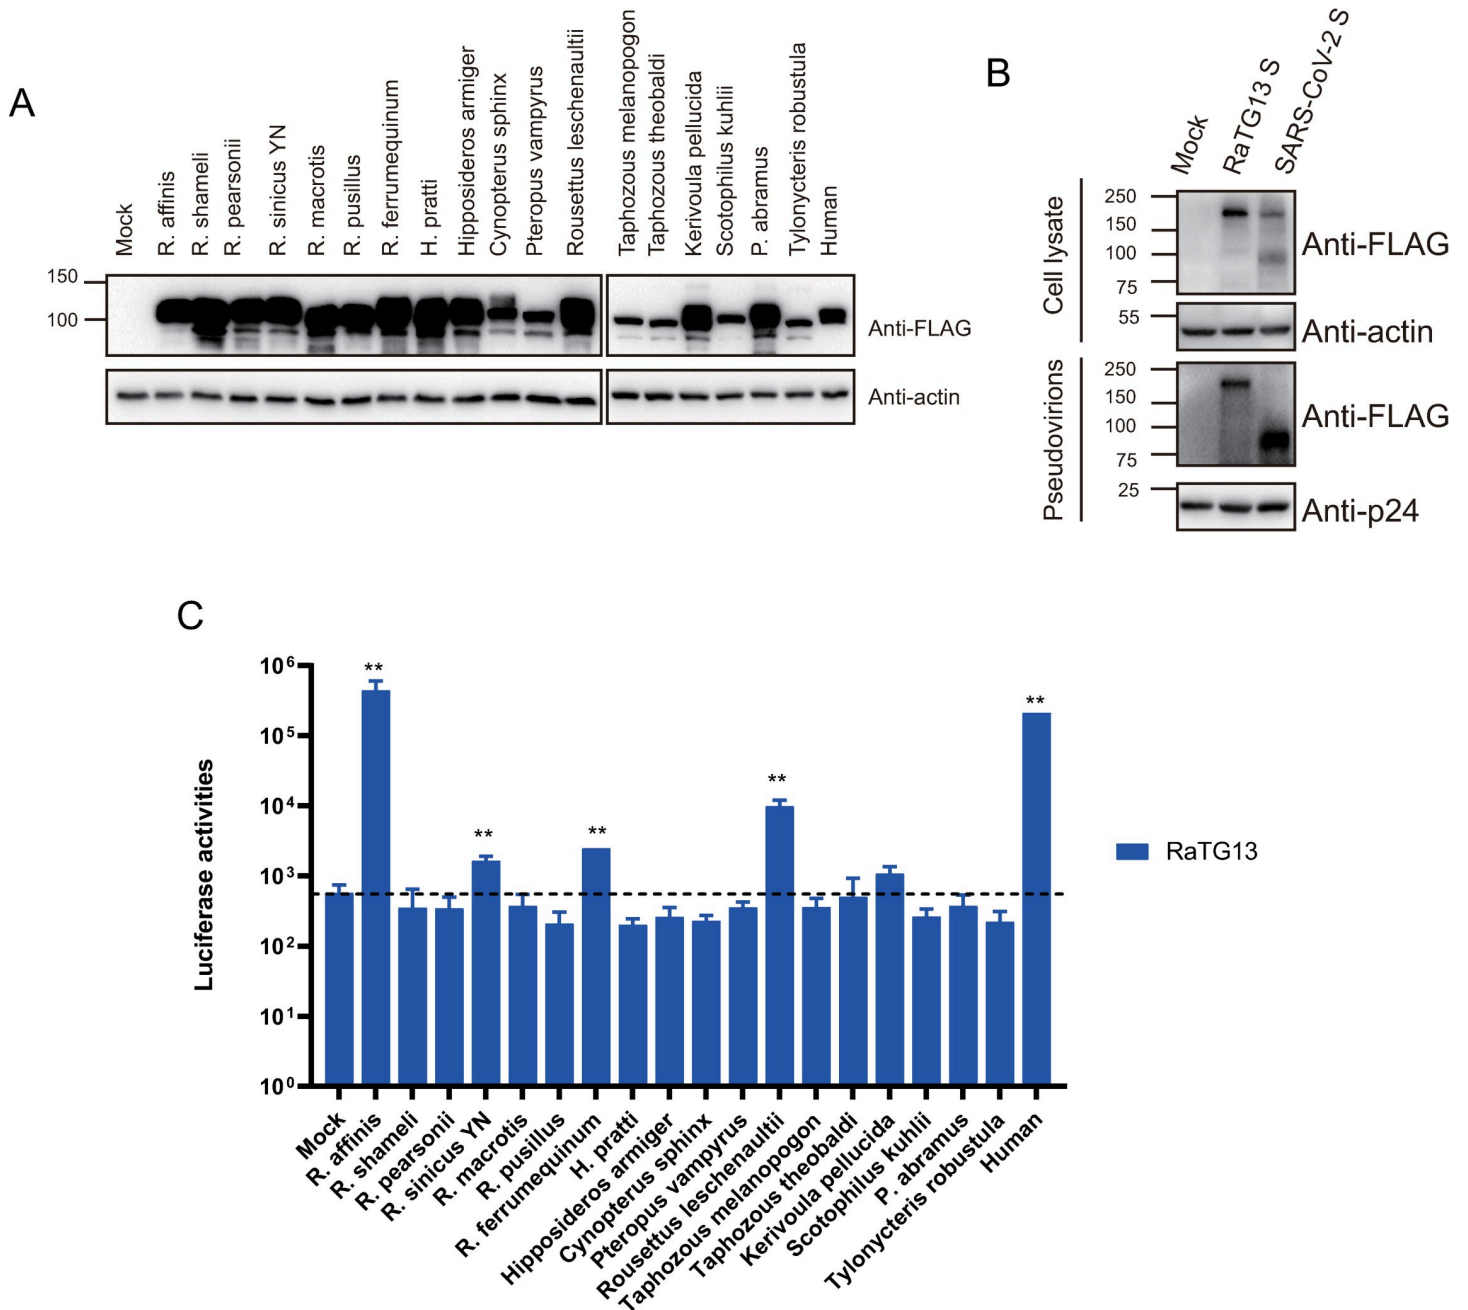 A
Mock
R. affinis
R. shameli
R. pearsonii
R. sinicus YN
R. macrotis
R. pusillus
R. ferrumequinum
H. pratti
Hipposideros armiger
Cynopterus sphinx
Pteropus vampyrus
Rousettus leschenaultii
Taphozous melanopogon
Taphozous theobaldi
Kerivoula pellucida
Scotophilus kuhlii
P. abramus
Tylonycteris robustula
Human
150
100
Anti-FLAG
Anti-actin
B
Mock
RaTG13 S
SARS-CoV-2 S
Cell lysate
250
150
100
75
Anti-FLAG
55
Anti-actin
Pseudovirions
250
150
100
75
Anti-FLAG
25
Anti-p24
C
Luciferase activities
10⁶
10⁵
10⁴
10³
10²
10¹
10⁰
**
**
**
**
**
RaTG13
Mock
R. affinis
R. shameli
R. pearsonii
R. sinicus YN
R. macrotis
R. pusillus
R. ferrumequinum
H. pratti
Hipposideros armiger
Cynopterus sphinx
Pteropus vampyrus
Rousettus leschenaultii
Taphozous melanopogon
Taphozous theobaldi
Kerivoula pellucida
Scotophilus kuhlii
P. abramus
Tylonycteris robustula
Human